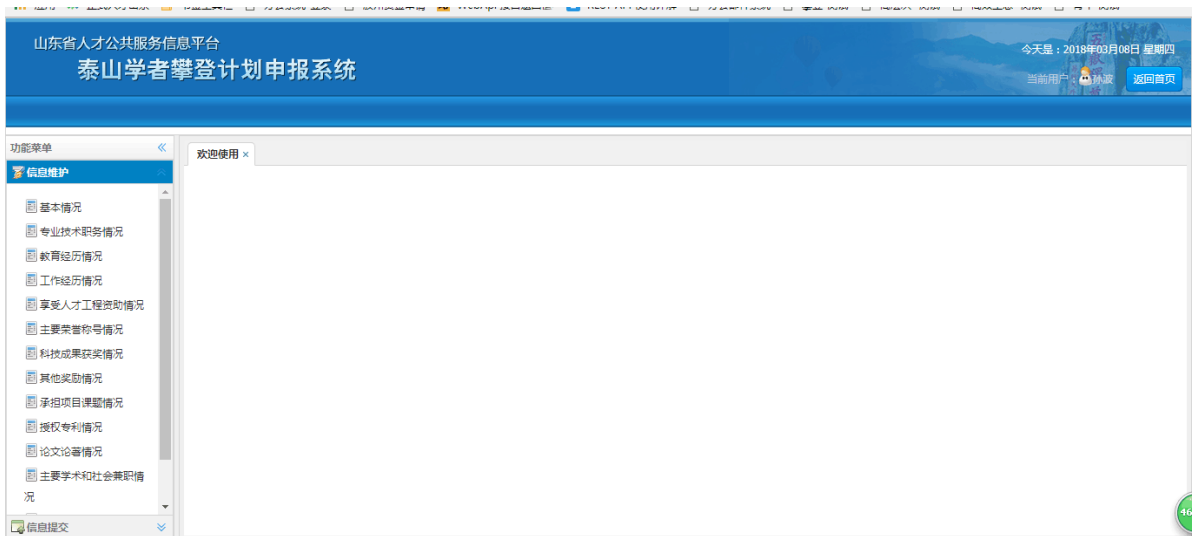 山东省人才公共服务信息平台
泰山学者攀登计划申报系统
今天是：2018年03月08日 星期四
当前用户：孙波
返回首页
功能菜单
欢迎使用 ×
信息维护
基本情况
专业技术职务情况
教育经历情况
工作经历情况
享受人才工程资助情况
主要荣誉称号情况
科技成果获奖情况
其他奖励情况
承担项目课题情况
授权专利情况
论文论著情况
主要学术和社会兼职情
况
信息提交
46